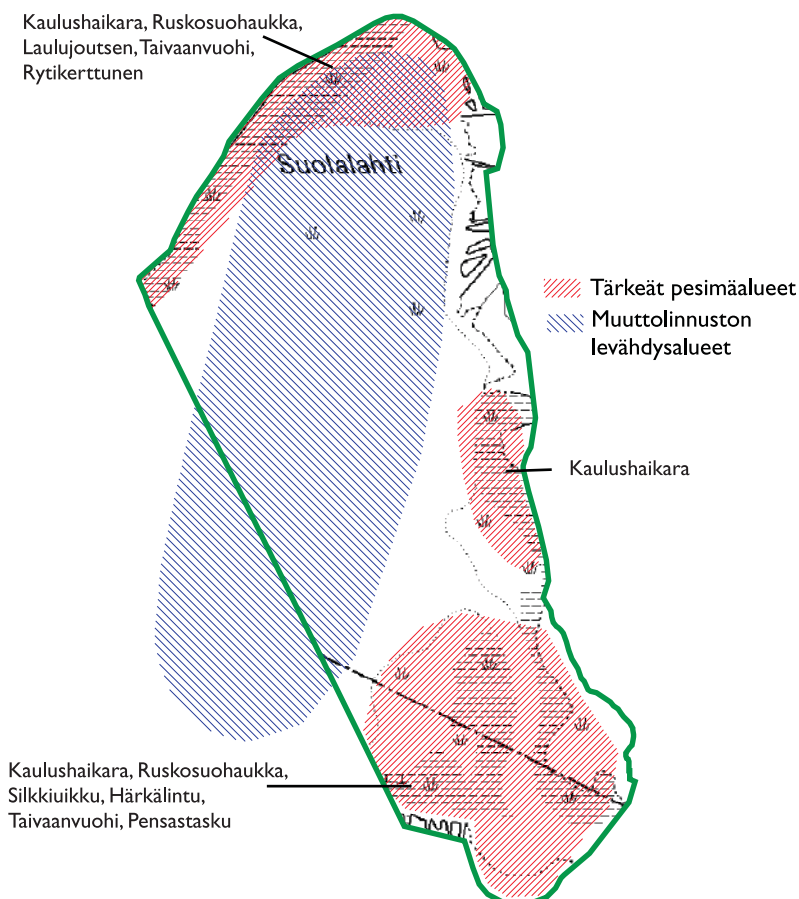 Kaulushaikara, Ruskosuohaukka,
Laulujoutsen, Taivaanvuohi,
Rytikerttunen
Suolalahti
Tärkeät pesimäalueet
Muuttolinnuston
levähdysalueet
Kaulushaikara
Kaulushaikara, Ruskosuohaukka,
Silkkiuikku, Härkälintu,
Taivaanvuohi, Pensastasku